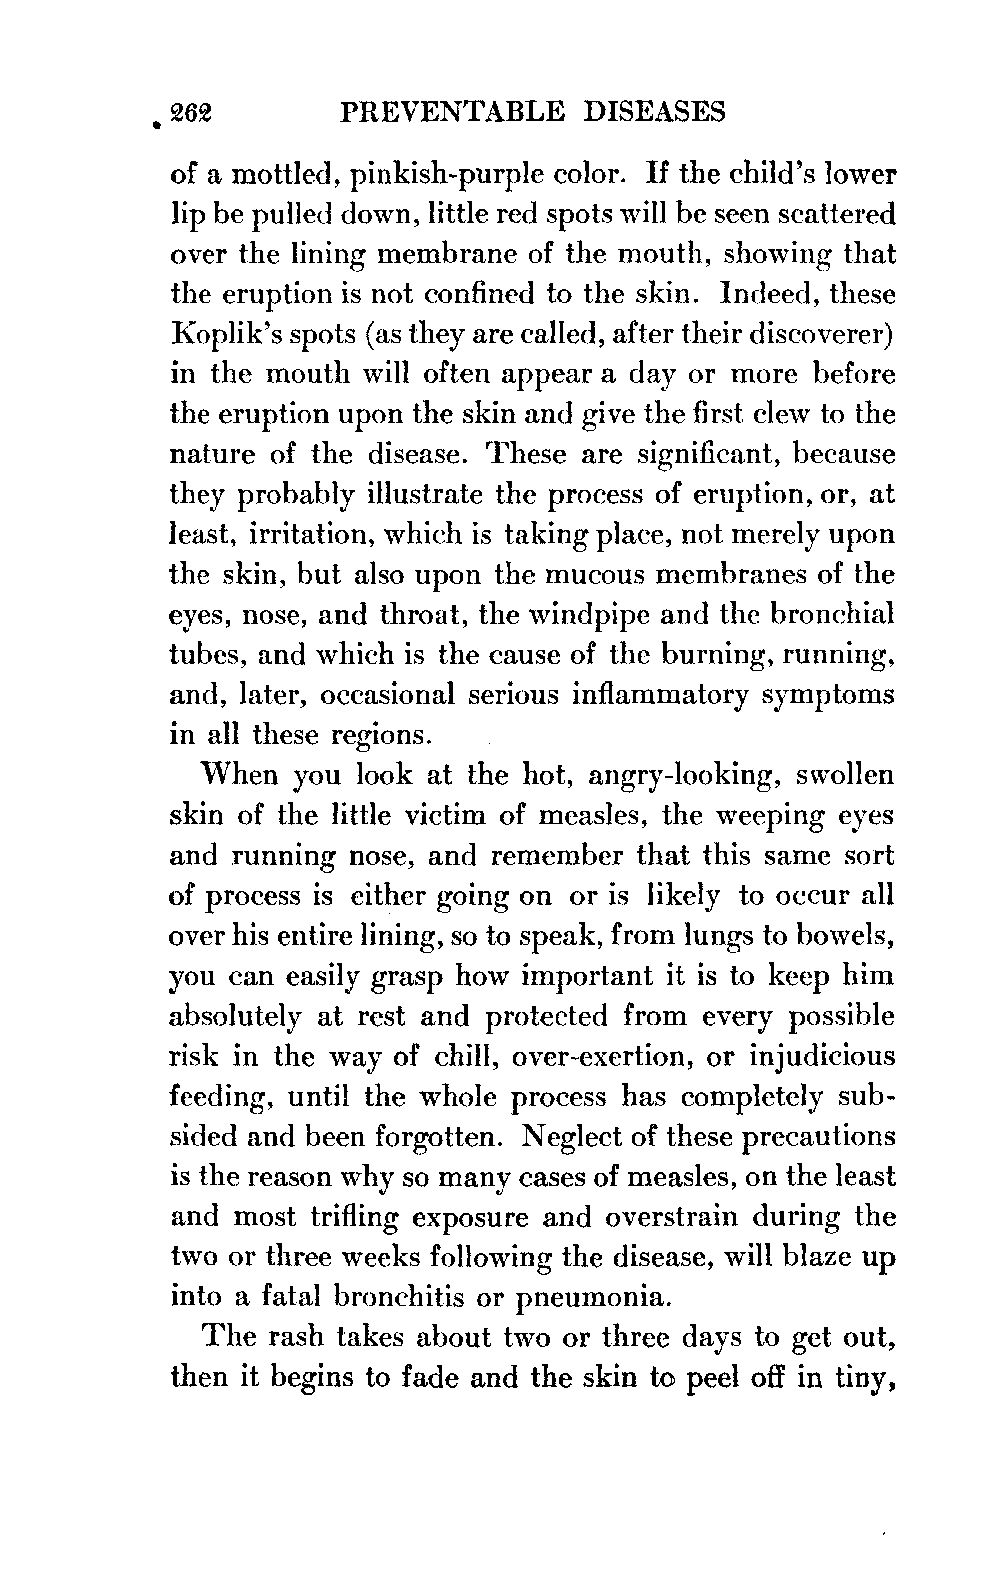 262 PREVENTABLE DISEASES
of a mottled, pinkish-purple color. If the child's lower
lip be pulled down, little red spots will be seen scattered
over the lining membrane of the mouth, showing that
the eruption is not confined to the skin. Indeed, these
Koplik's spots (as they are called, after their discoverer)
in the mouth will often appear a day or more before
the eruption upon the skin and give the first clew to the
nature of the disease. These are significant, because
they probably illustrate the process of eruption, or, at
least, irritation, which is taking place, not merely upon
the skin, but also upon the mucous membranes of the
eyes, nose, and throat, the windpipe and the bronchial
tubes, and which is the cause of the burning, running,
and, later, occasional serious inflammatory symptoms
in all these regions.
When you look at the hot, angry-looking, swollen
skin of the little victim of measles, the weeping eyes
and running nose, and remember that this same sort
of process is either going on or is likely to occur all
over his entire lining, so to speak, from lungs to bowels,
you can easily grasp how important it is to keep him
absolutely at rest and protected from every possible
risk in the way of chill, over-exertion, or injudicious
feeding, until the whole process has completely sub-
sided and been forgotten. Neglect of these precautions
is the reason why so many cases of measles, on the least
and most trifling exposure and overstrain during the
two or three weeks following the disease, will blaze up
into a fatal bronchitis or pneumonia.
The rash takes about two or three days to get out,
then it begins to fade and the skin to peel off in tiny,